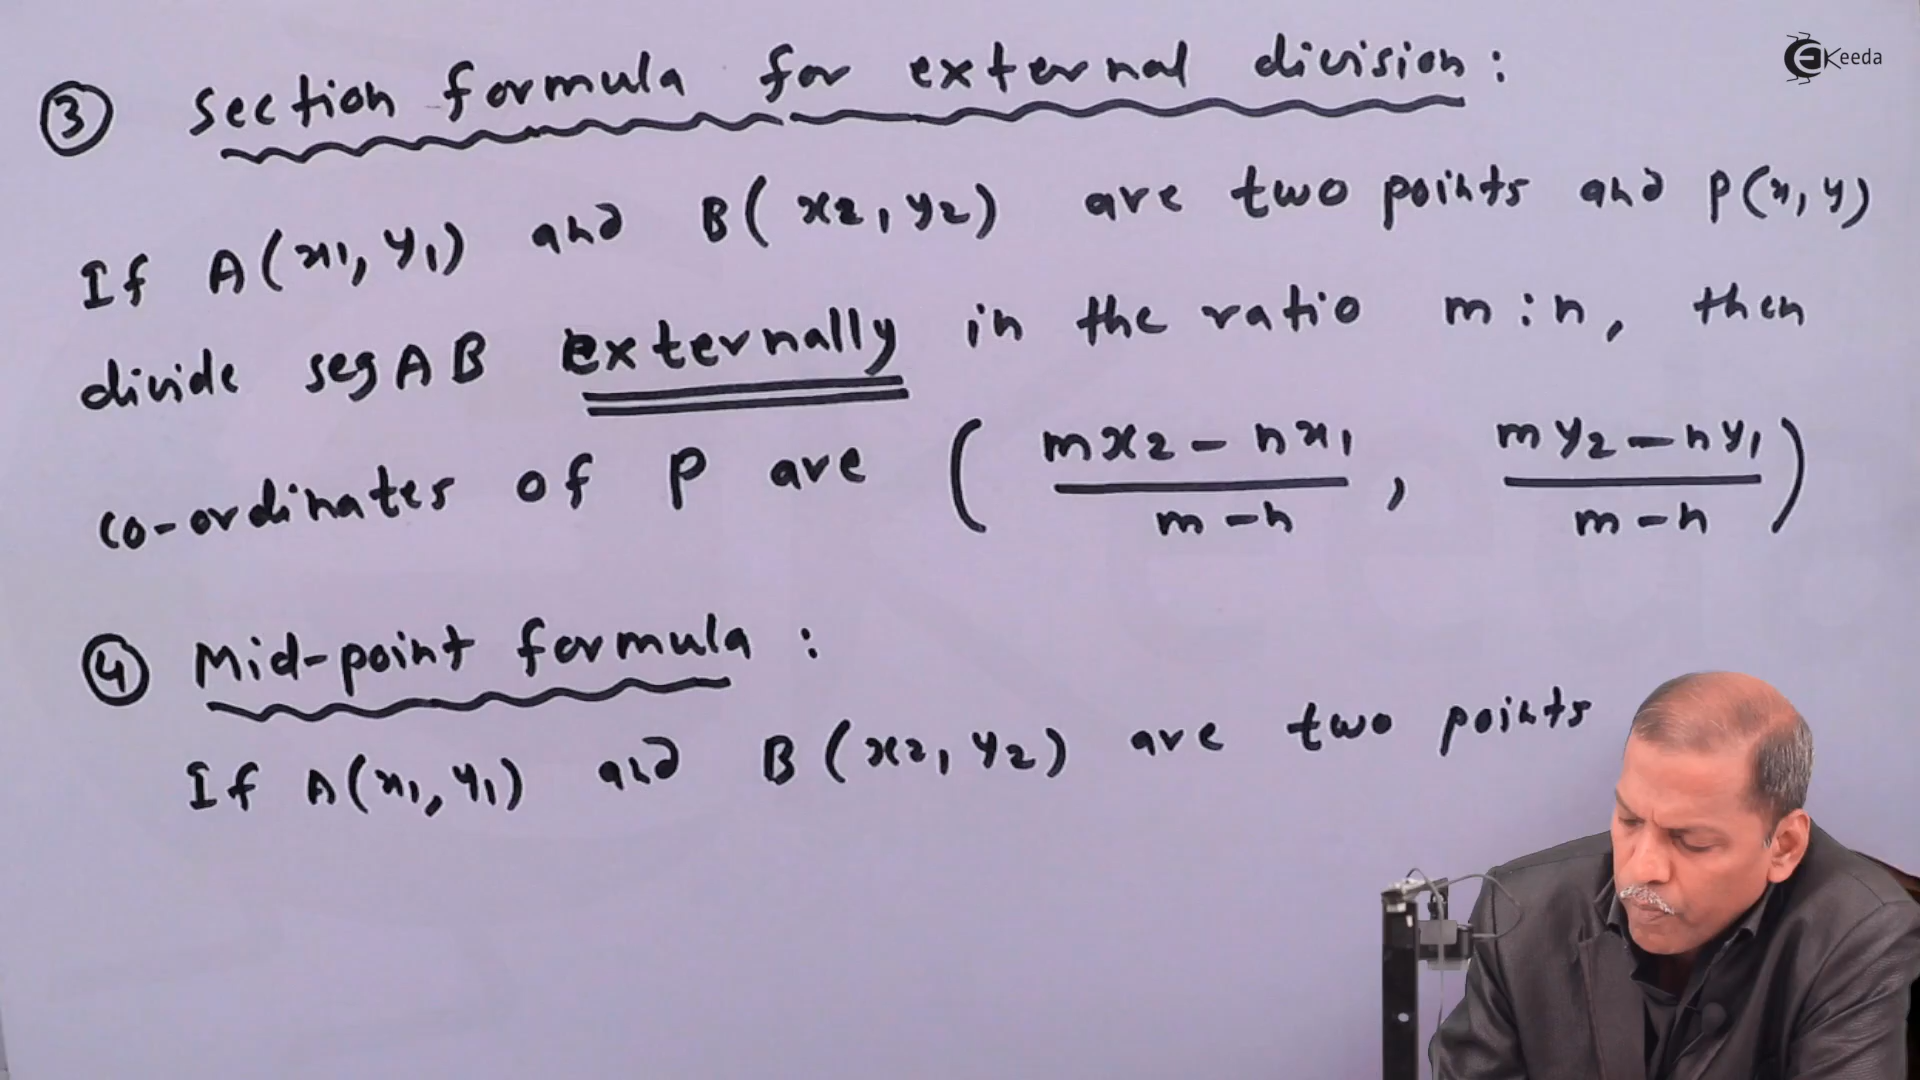 Keeda
③ Section formula for external division :
If A(x1, y1) and B(x2, y2) are two points and P(x, y)
divide seg AB externally in the ratio m : n, then
co-ordinates of P are ( mx2 - nx1 / m - n , my2 - ny1 / m - n )
④ Mid-point formula :
If A(x1, y1) and B(x2, y2) are two points